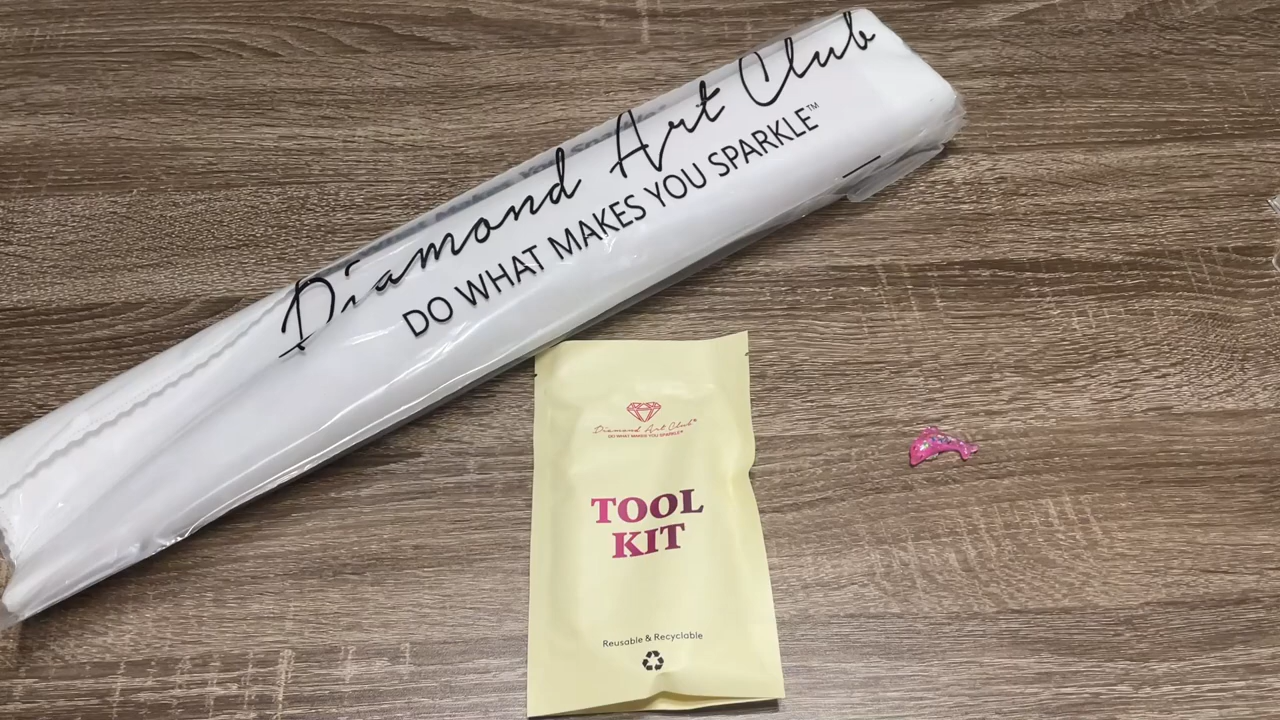 Diamond Art Club
DO WHAT MAKES YOU SPARKLE™
Diamond Art Club®
DO WHAT MAKES YOU SPARKLE®
TOOL
KIT
Reusable & Recyclable